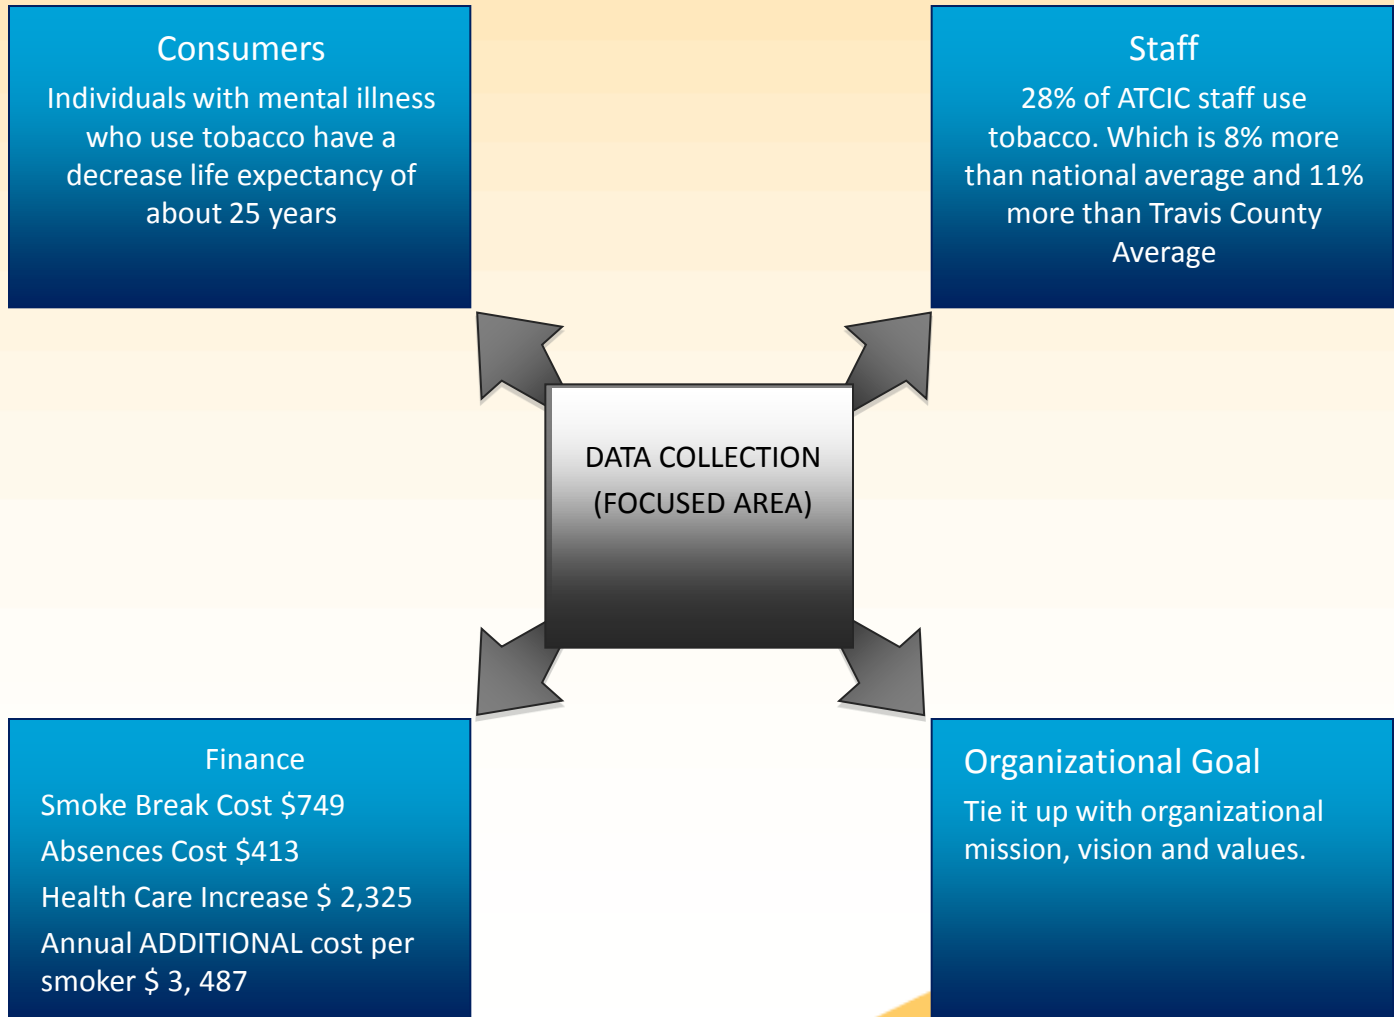 Consumers
Individuals with mental illness
who use tobacco have a
decrease life expectancy of
about 25 years
Staff
28% of ATCIC staff use
tobacco. Which is 8% more
than national average and 11%
more than Travis County
Average
DATA COLLECTION
(FOCUSED AREA)
Finance
Smoke Break Cost $749
Absences Cost $413
Health Care Increase $ 2,325
Annual ADDITIONAL cost per
smoker $ 3, 487
Organizational Goal
Tie it up with organizational
mission, vision and values.